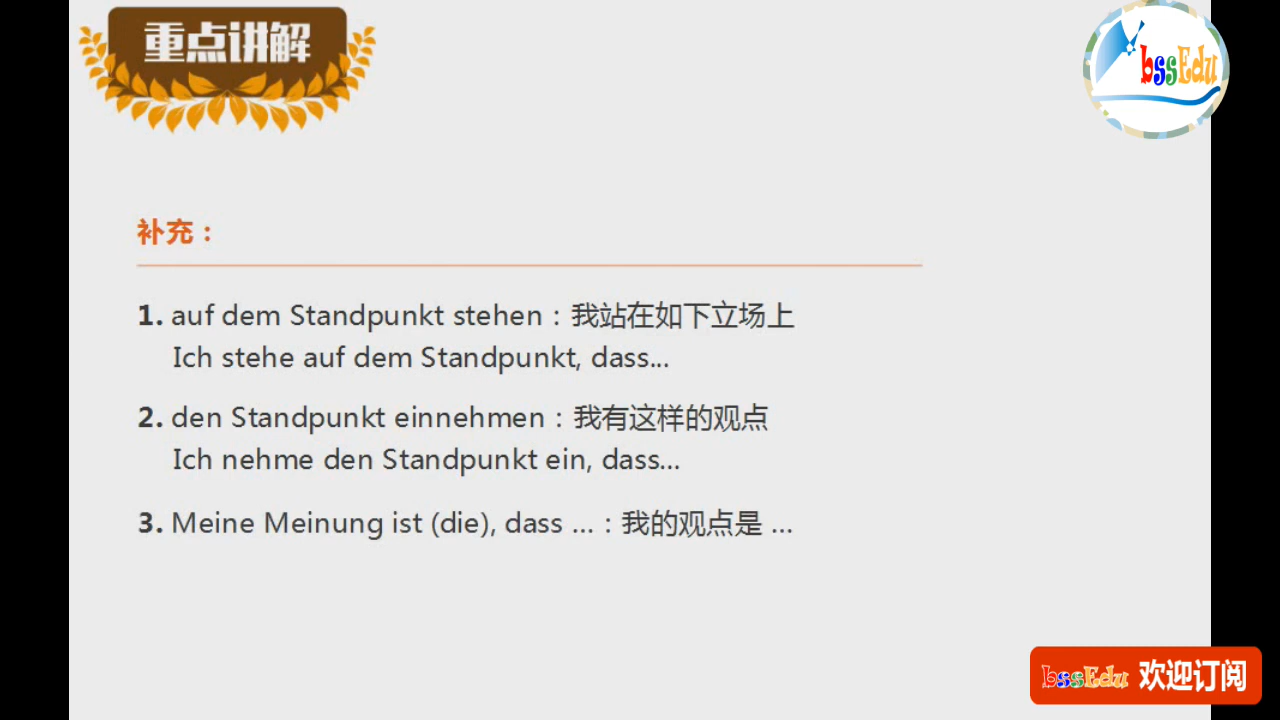 重点讲解
bssEdu
补充：
1. auf dem Standpunkt stehen：我站在如下立场上
Ich stehe auf dem Standpunkt, dass...
2. den Standpunkt einnehmen：我有这样的观点
Ich nehme den Standpunkt ein, dass...
3. Meine Meinung ist (die), dass ...：我的观点是 ...
bssEdu 欢迎订阅